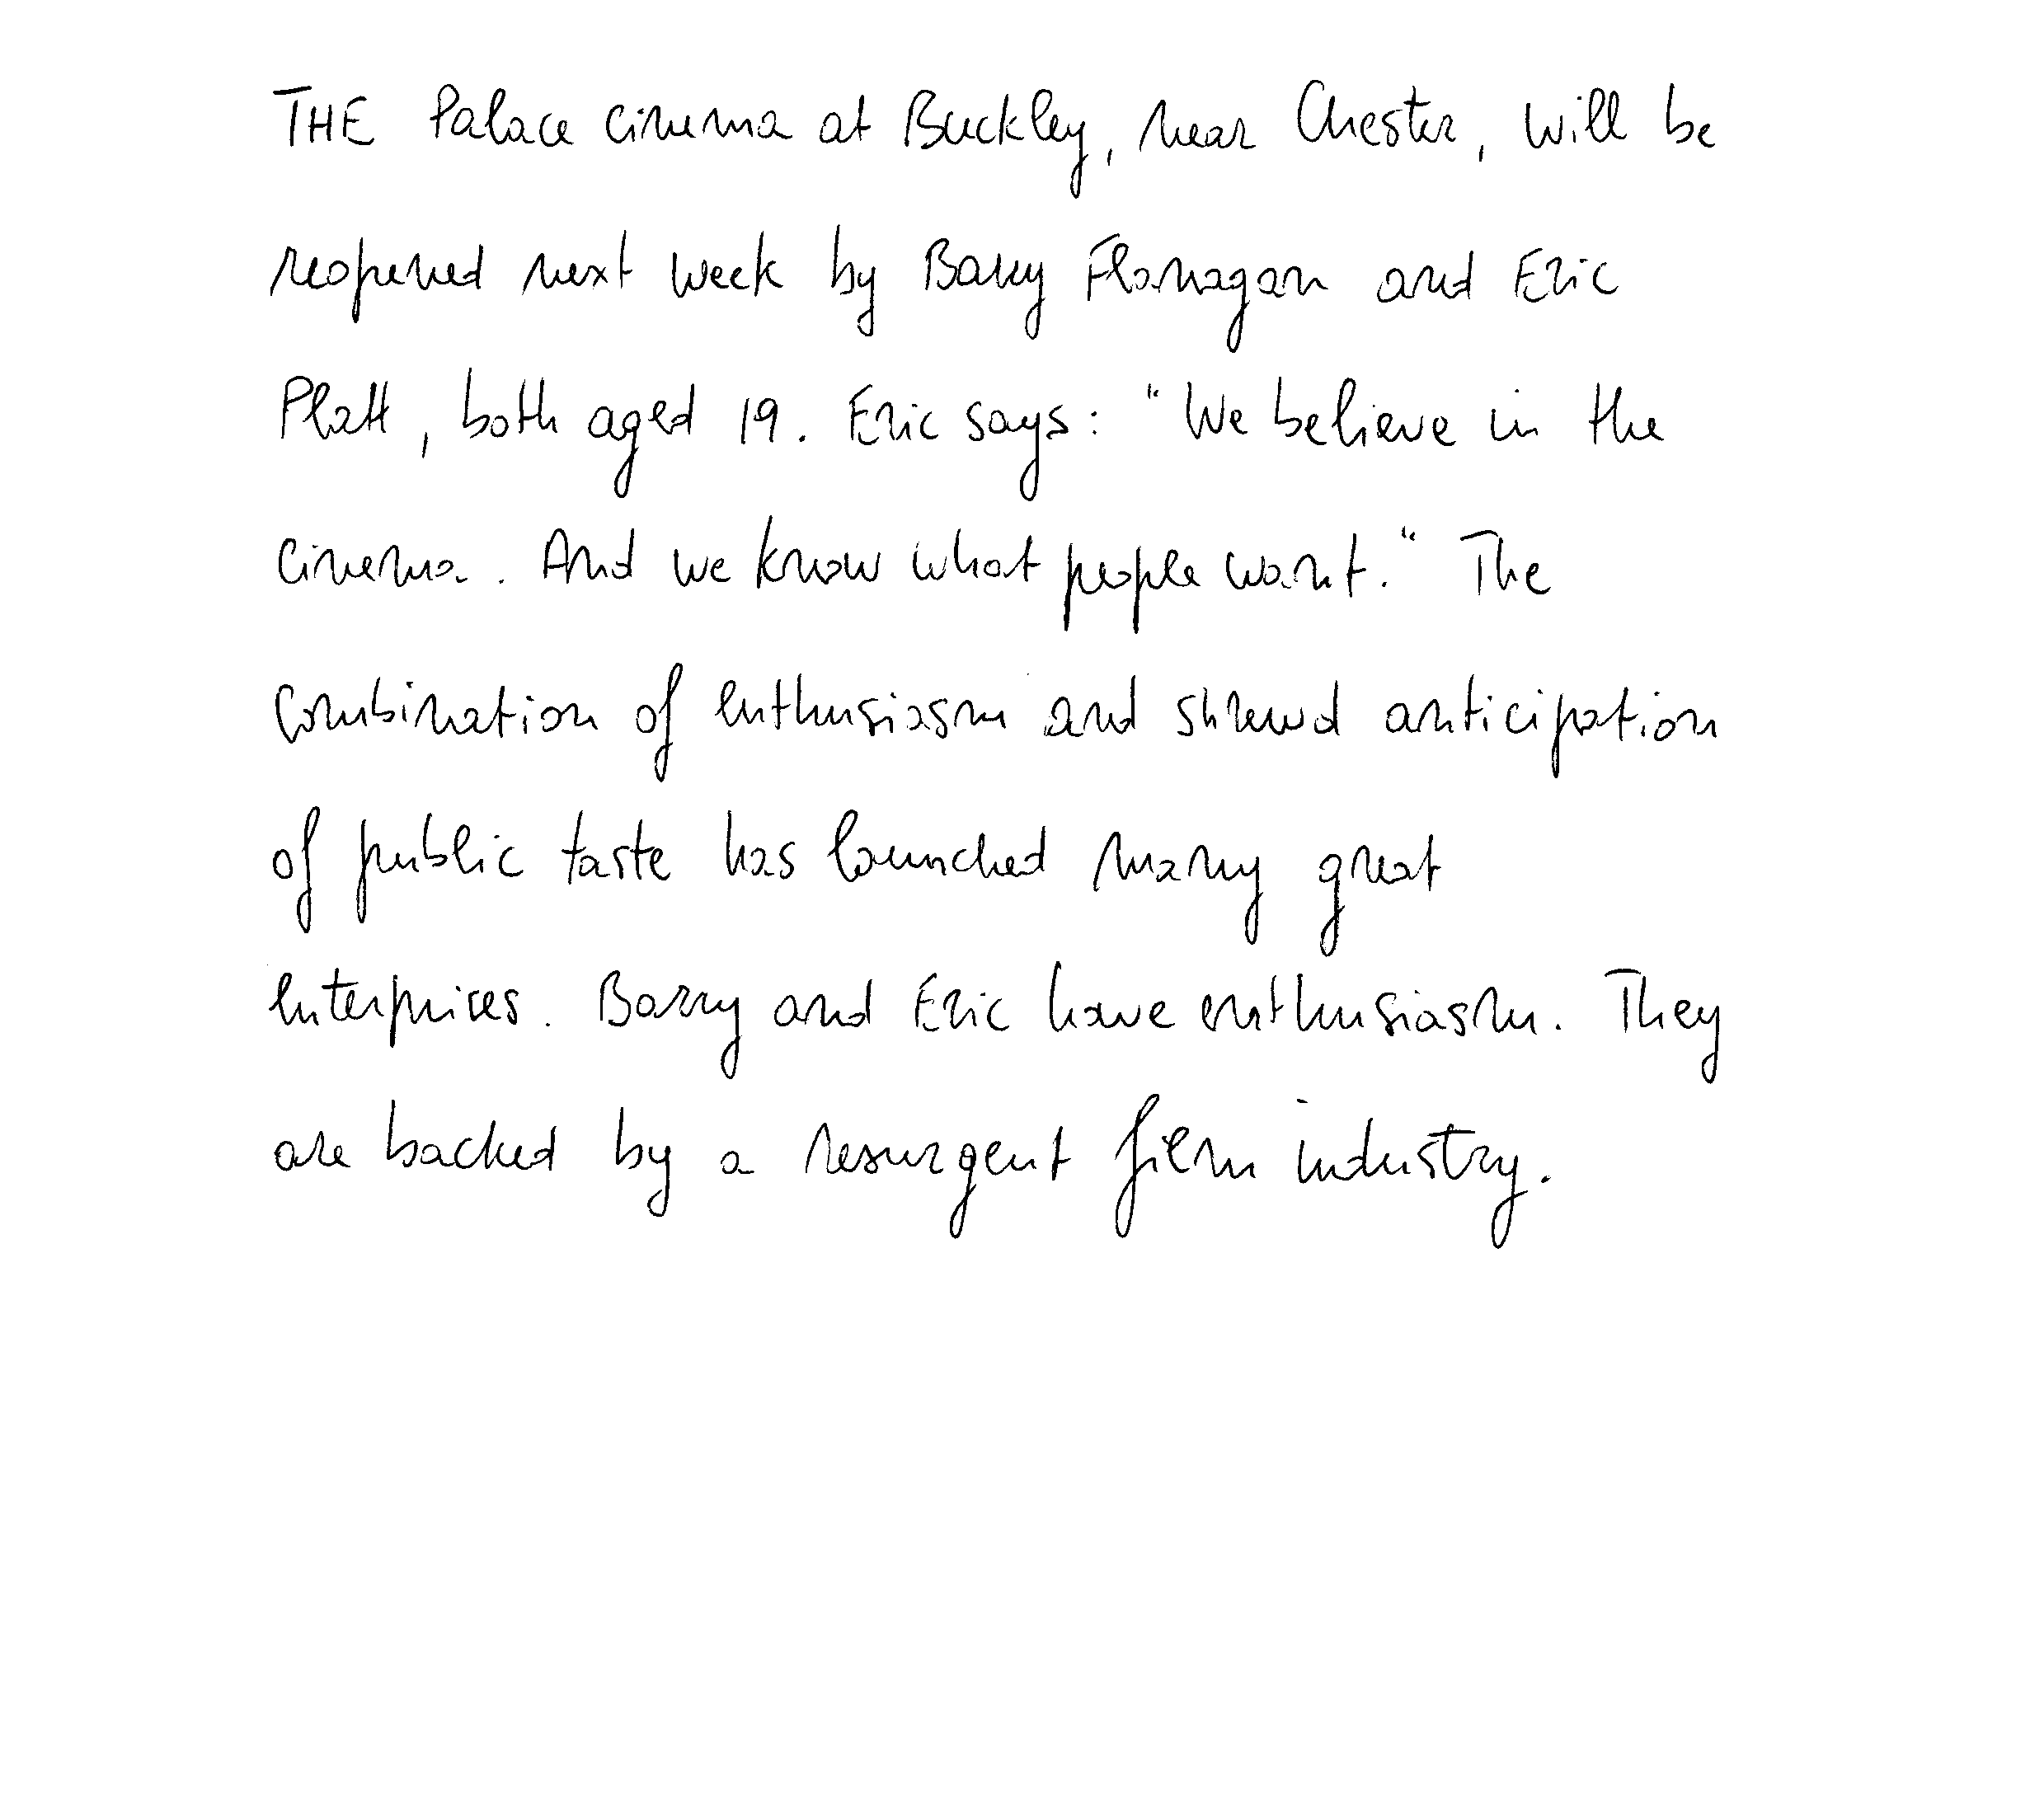 THE Palace cinema at Buckley, near Chester, will be
reopened next week by Barry Flanagan and Eric
Platt, both aged 19. Eric says: "We believe in the
cinema. And we know what people want." The
combination of enthusiasm and shrewd anticipation
of public taste has launched many great
enterprises. Barry and Eric have enthusiasm. They
are backed by a resurgent film industry.